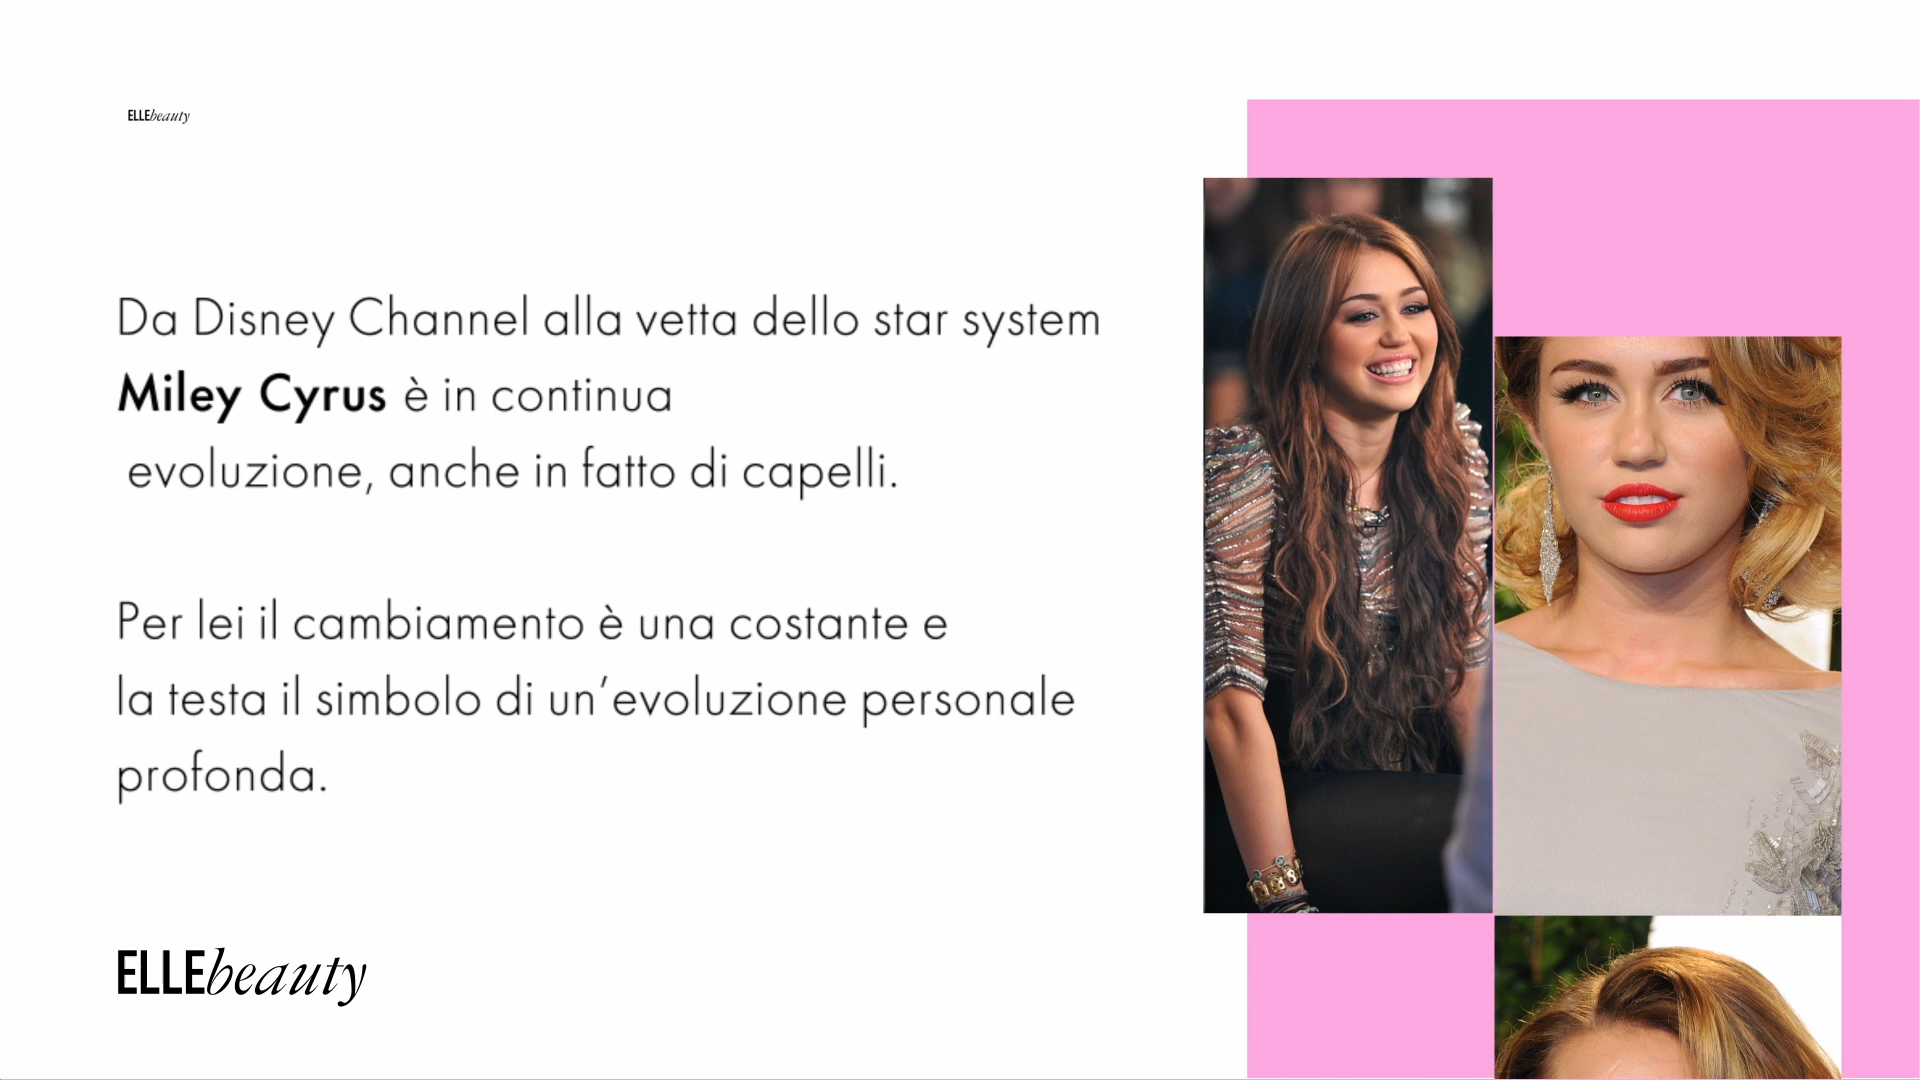 ELLEbeauty
Da Disney Channel alla vetta dello star system
Miley Cyrus è in continua
evoluzione, anche in fatto di capelli.
Per lei il cambiamento è una costante e
la testa il simbolo di un’evoluzione personale
profonda.
ELLEbeauty